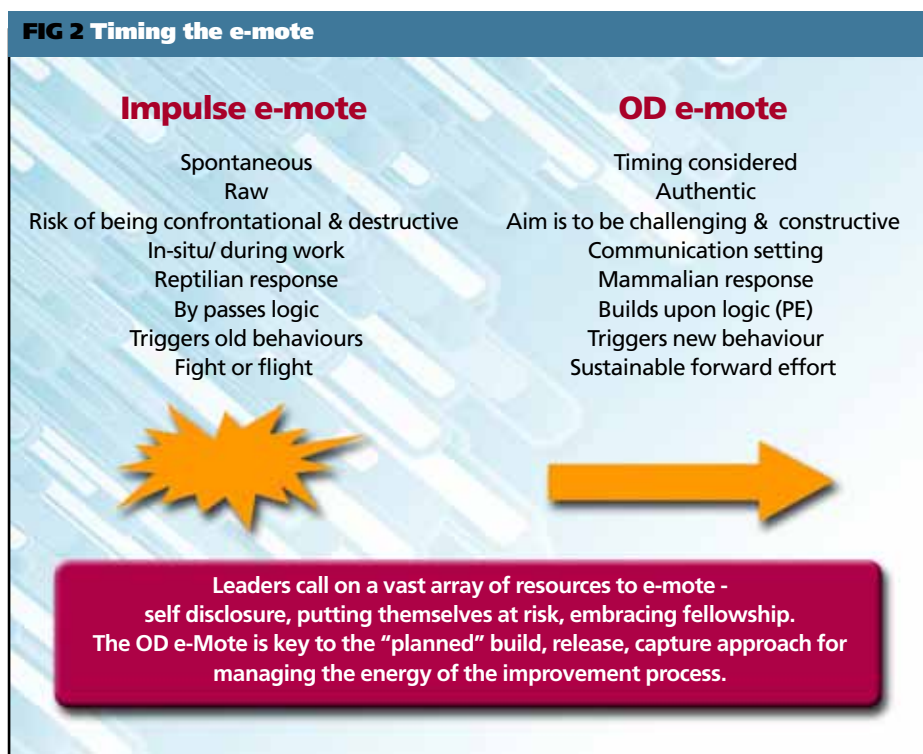 FIG 2 Timing the e-mote
Impulse e-mote
Spontaneous
Raw
Risk of being confrontational & destructive
In-situ/ during work
Reptilian response
By passes logic
Triggers old behaviours
Fight or flight
OD e-mote
Timing considered
Authentic
Aim is to be challenging & constructive
Communication setting
Mammalian response
Builds upon logic (PE)
Triggers new behaviour
Sustainable forward effort
Leaders call on a vast array of resources to e-mote -
self disclosure, putting themselves at risk, embracing fellowship.
The OD e-Mote is key to the “planned” build, release, capture approach for
managing the energy of the improvement process.